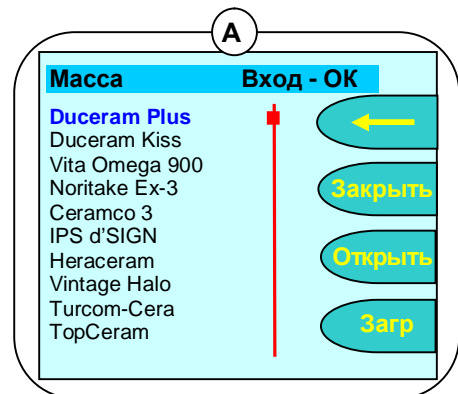 A
Масса Вход - ОК
Duceram Plus
Duceram Kiss
Vita Omega 900
Noritake Ex-3
Ceramco 3
IPS d'SIGN
Heraceram
Vintage Halo
Turcom-Cera
TopCeram
Закрыть
Открыть
Загр